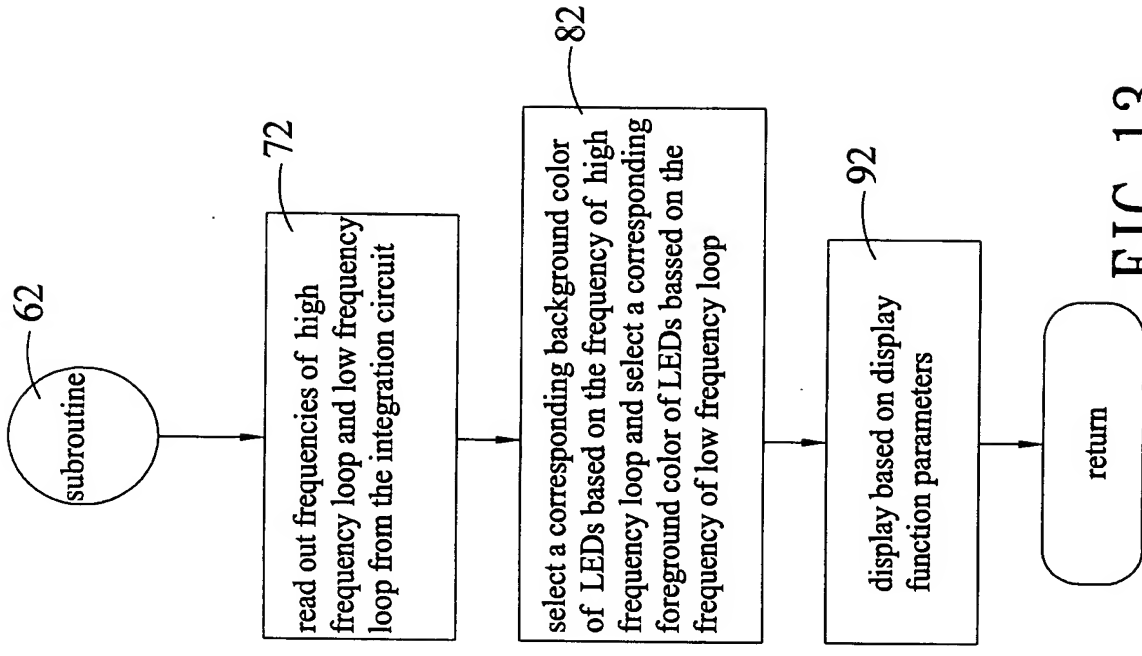 62
subroutine
72
read out frequencies of high
frequency loop and low frequency
loop from the integration circuit
82
select a corresponding background color
of LEDs based on the frequency of high
frequency loop and select a corresponding
foreground color of LEDs bassed on the
frequency of low frequency loop
92
display based on display
function parameters
return
FIG. 13